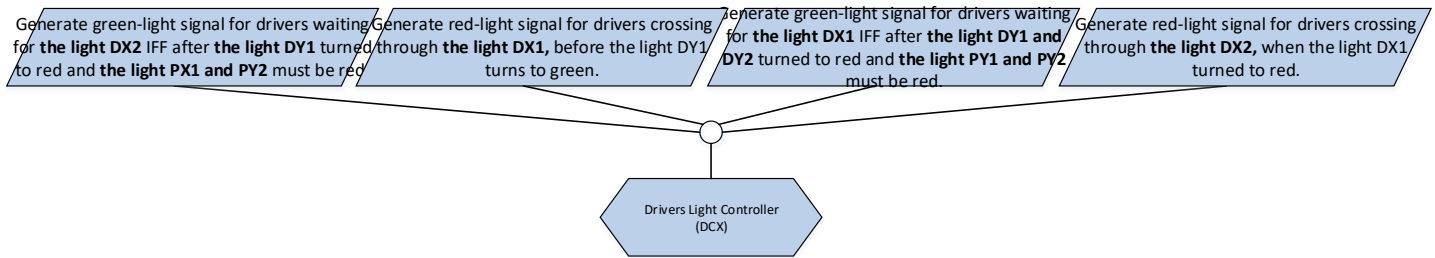 Generate green-light signal for drivers waiting
for the light DX2 IFF after the light DY1 turned
to red and the light PX1 and PY2 must be red
Generate red-light signal for drivers crossing
through the light DX1, before the light DY1
turns to green.
Generate green-light signal for drivers waiting
for the light DX1 IFF after the light DY1 and
DY2 turned to red and the light PY1 and PY2
must be red.
Generate red-light signal for drivers crossing
through the light DX2, when the light DX1
turned to red.
Drivers Light Controller
(DCX)